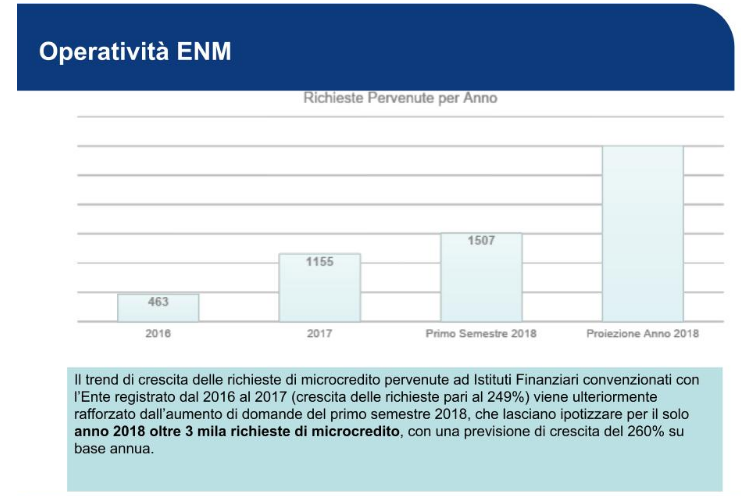 Operatività ENM
Richieste Pervenute per Anno
463
1155
1507
2016
2017
Primo Semestre 2018
Proiezione Anno 2018
Il trend di crescita delle richieste di microcredito pervenute ad Istituti Finanziari convenzionati con
l'Ente registrato dal 2016 al 2017 (crescita delle richieste pari al 249%) viene ulteriormente
rafforzato dall'aumento di domande del primo semestre 2018, che lasciano ipotizzare per il solo
anno 2018 oltre 3 mila richieste di microcredito, con una previsione di crescita del 260% su
base annua.